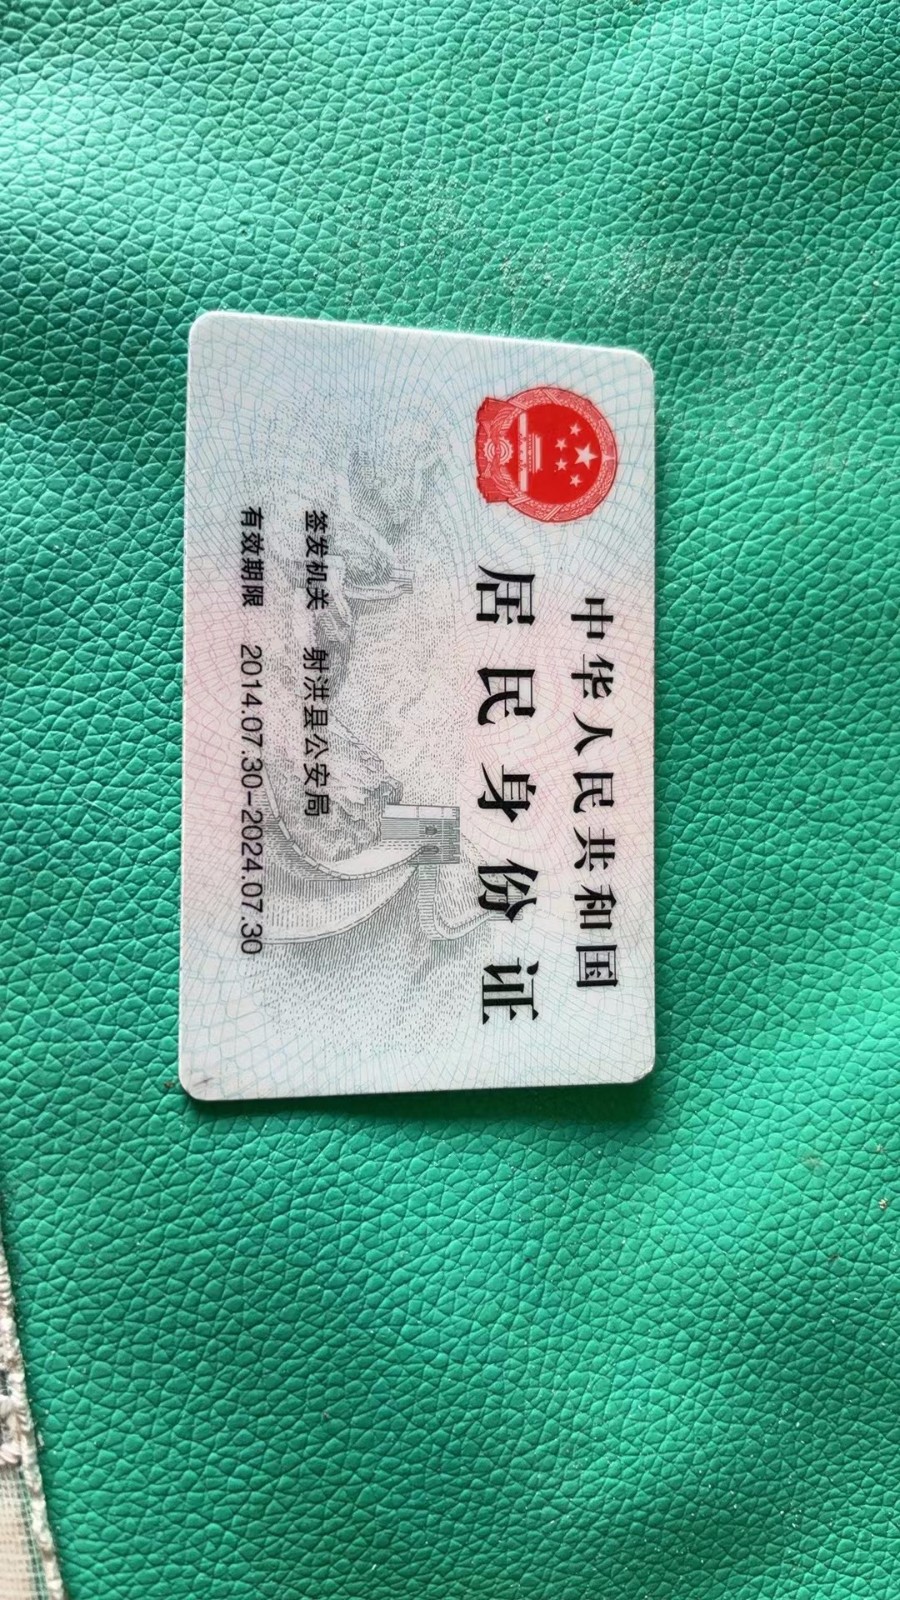 中华人民共和国
居民身份证
签发机关 射洪县公安局
有效期限 2014.07.30-2024.07.30